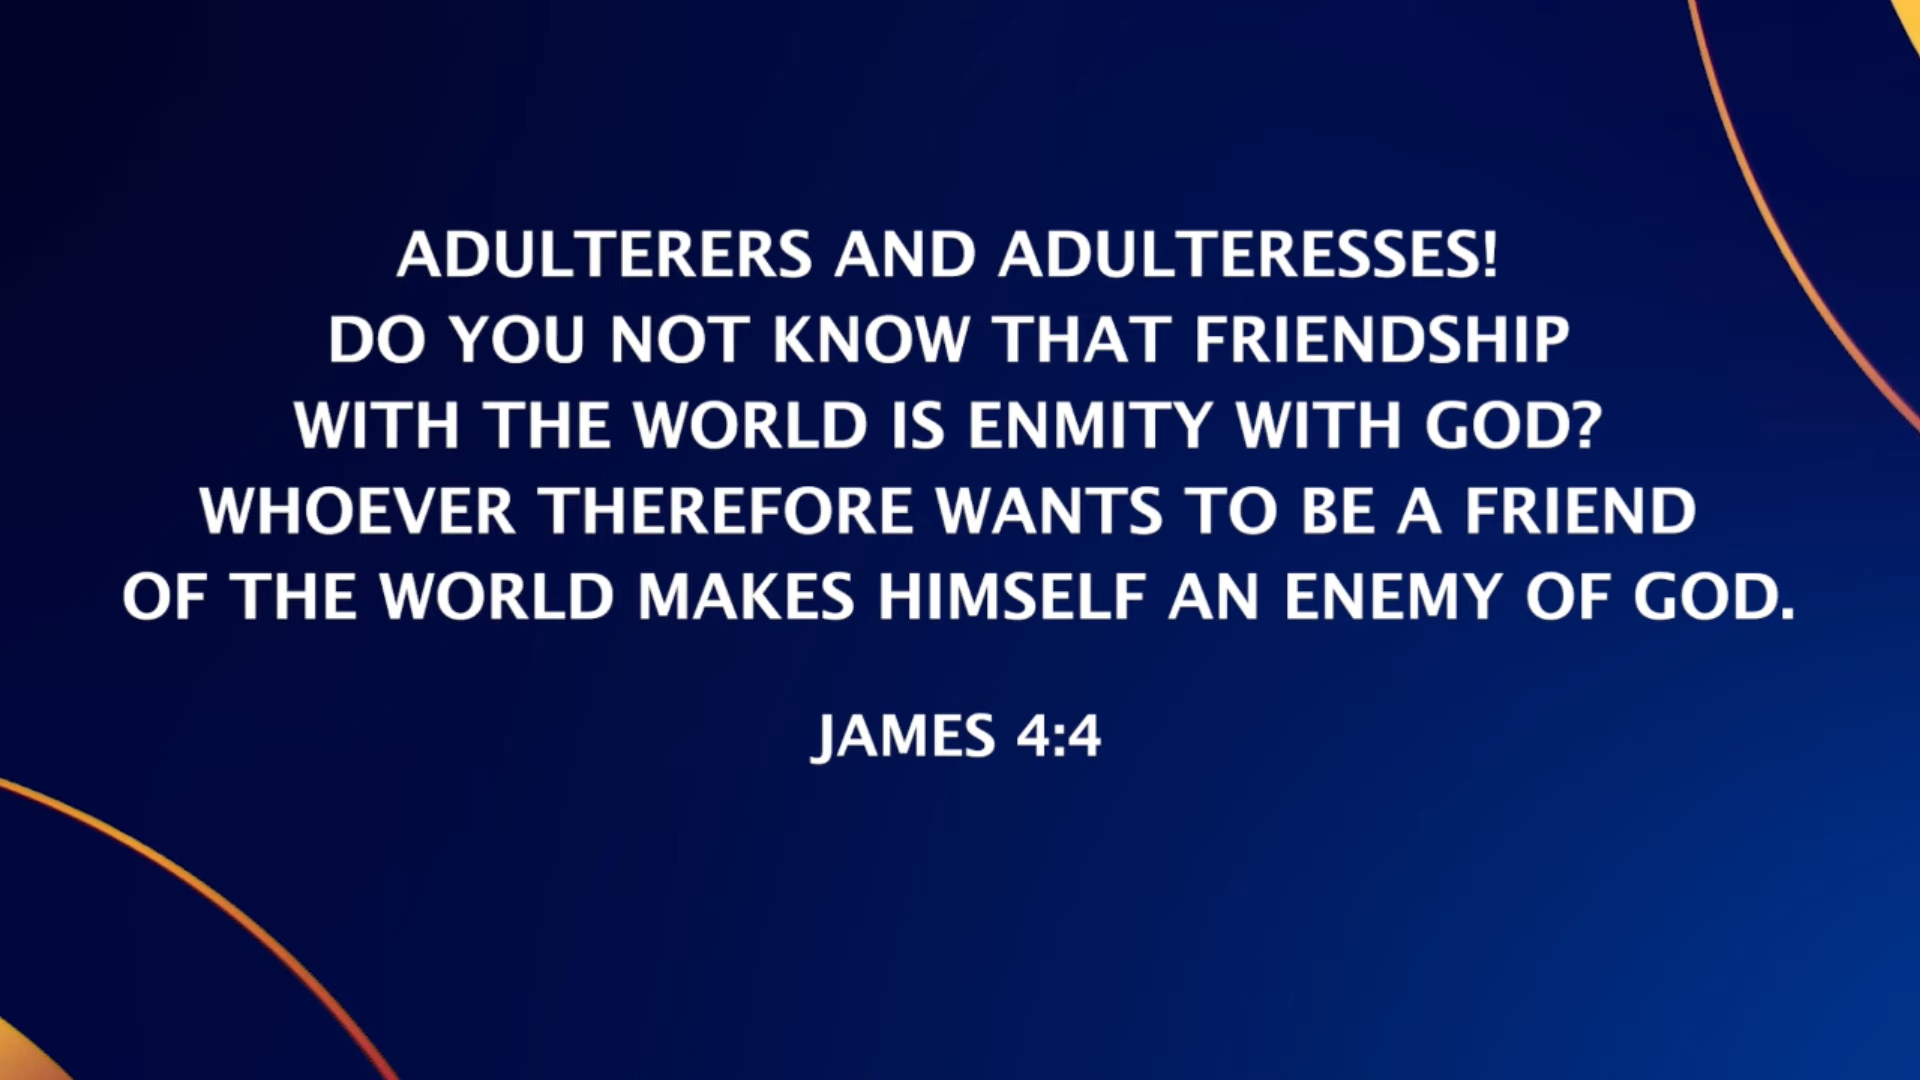 ADULTERERS AND ADULTERESSES!
DO YOU NOT KNOW THAT FRIENDSHIP
WITH THE WORLD IS ENMITY WITH GOD?
WHOEVER THEREFORE WANTS TO BE A FRIEND
OF THE WORLD MAKES HIMSELF AN ENEMY OF GOD.
JAMES 4:4